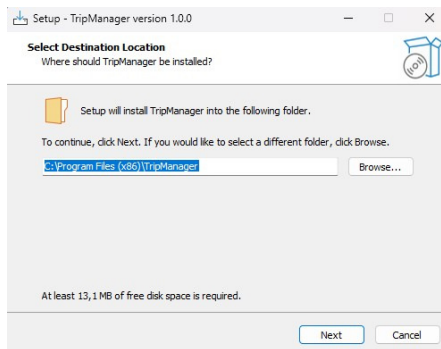 Setup - TripManager version 1.0.0
Select Destination Location
Where should TripManager be installed?
Setup will install TripManager into the following folder.
To continue, click Next. If you would like to select a different folder, click Browse.
C:\Program Files (x86)\TripManager
Browse...
At least 13,1 MB of free disk space is required.
Next
Cancel